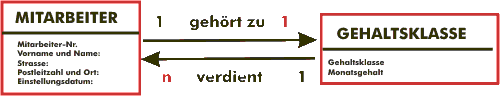 MITARBEITER
Mitarbeiter-Nr.
Vorname und Name:
Strasse:
Postleitzahl und Ort:
Einstellungsdatum:
1 gehört zu 1
n verdient 1
GEHALTSKLASSE
Gehaltsklasse
Monatsgehalt